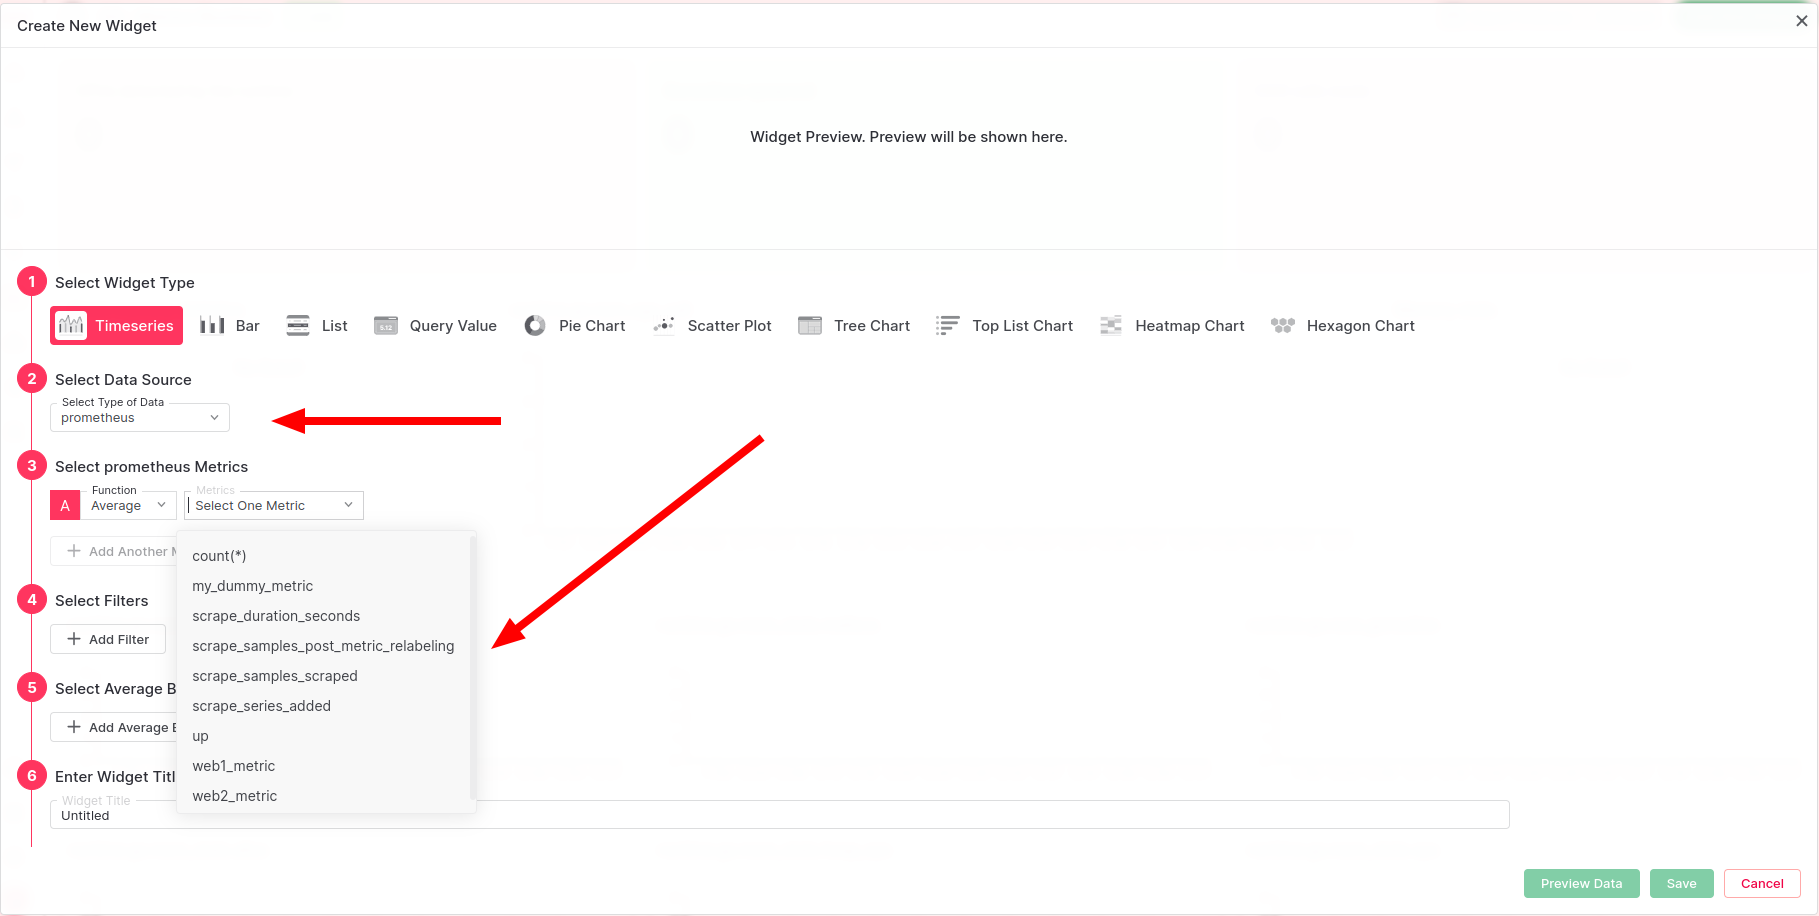 Create New Widget
Widget Preview. Preview will be shown here.
1 Select Widget Type
Timeseries Bar List 5.12 Query Value Pie Chart Scatter Plot Tree Chart Top List Chart Heatmap Chart Hexagon Chart
2 Select Data Source
Select Type of Data
prometheus
3 Select prometheus Metrics
Function Metrics
A Average Select One Metric
Add Another M
count(*)
my_dummy_metric
scrape_duration_seconds
scrape_samples_post_metric_relabeling
scrape_samples_scraped
scrape_series_added
up
web1_metric
web2_metric
4 Select Filters
Add Filter
5 Select Average B
Add Average
6 Enter Widget Titl
Widget Title
Untitled
Preview Data Save Cancel